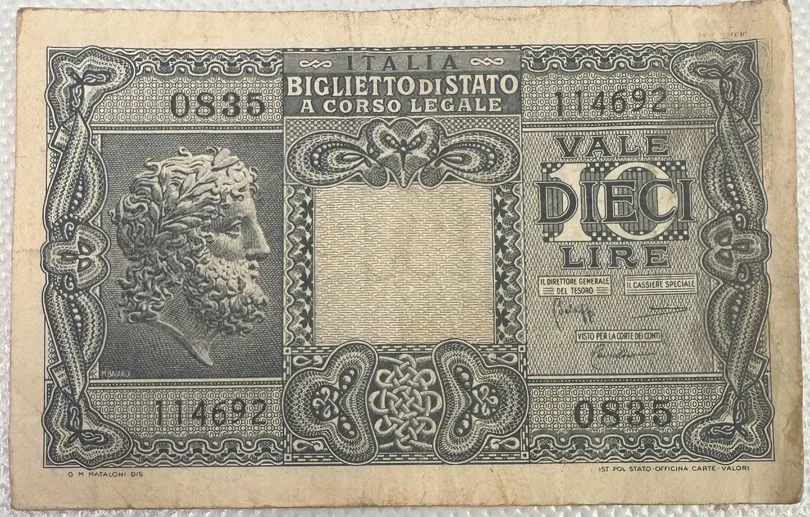 ITALIA
BIGLIETTO DI STATO
A CORSO LEGALE
0835
114692
VALE
10
DIECI
LIRE
IL DIRETTORE GENERALE
DEL TESORO
IL CASSIERE SPECIALE
VISTO PER LA CORTE DEI CONTI
114692
0835
G M MATALONI DIS
IST POL STATO·OFFICINA CARTE·VALORI